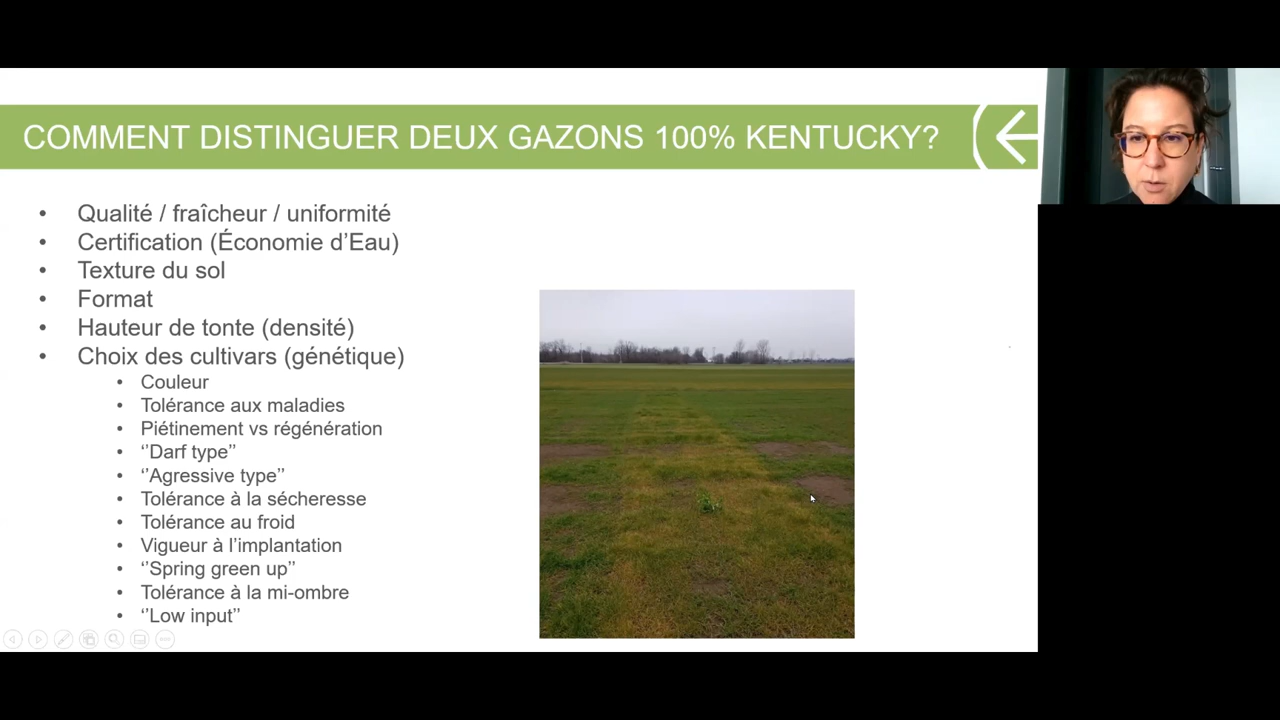 COMMENT DISTINGUER DEUX GAZONS 100% KENTUCKY?
• Qualité / fraîcheur / uniformité
• Certification (Économie d’Eau)
• Texture du sol
• Format
• Hauteur de tonte (densité)
• Choix des cultivars (génétique)
• Couleur
• Tolérance aux maladies
• Piétinement vs régénération
• ‘’Darf type’’
• ‘’Agressive type’’
• Tolérance à la sécheresse
• Tolérance au froid
• Vigueur à l’implantation
• ‘’Spring green up’’
• Tolérance à la mi-ombre
• ‘’Low input’’